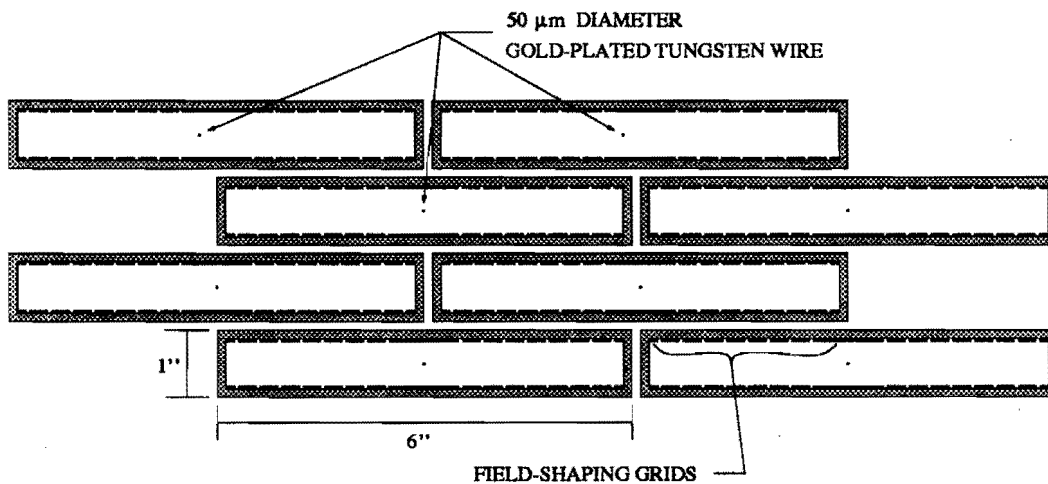 50 μm DIAMETER
GOLD-PLATED TUNGSTEN WIRE
1’’
6’’
FIELD-SHAPING GRIDS